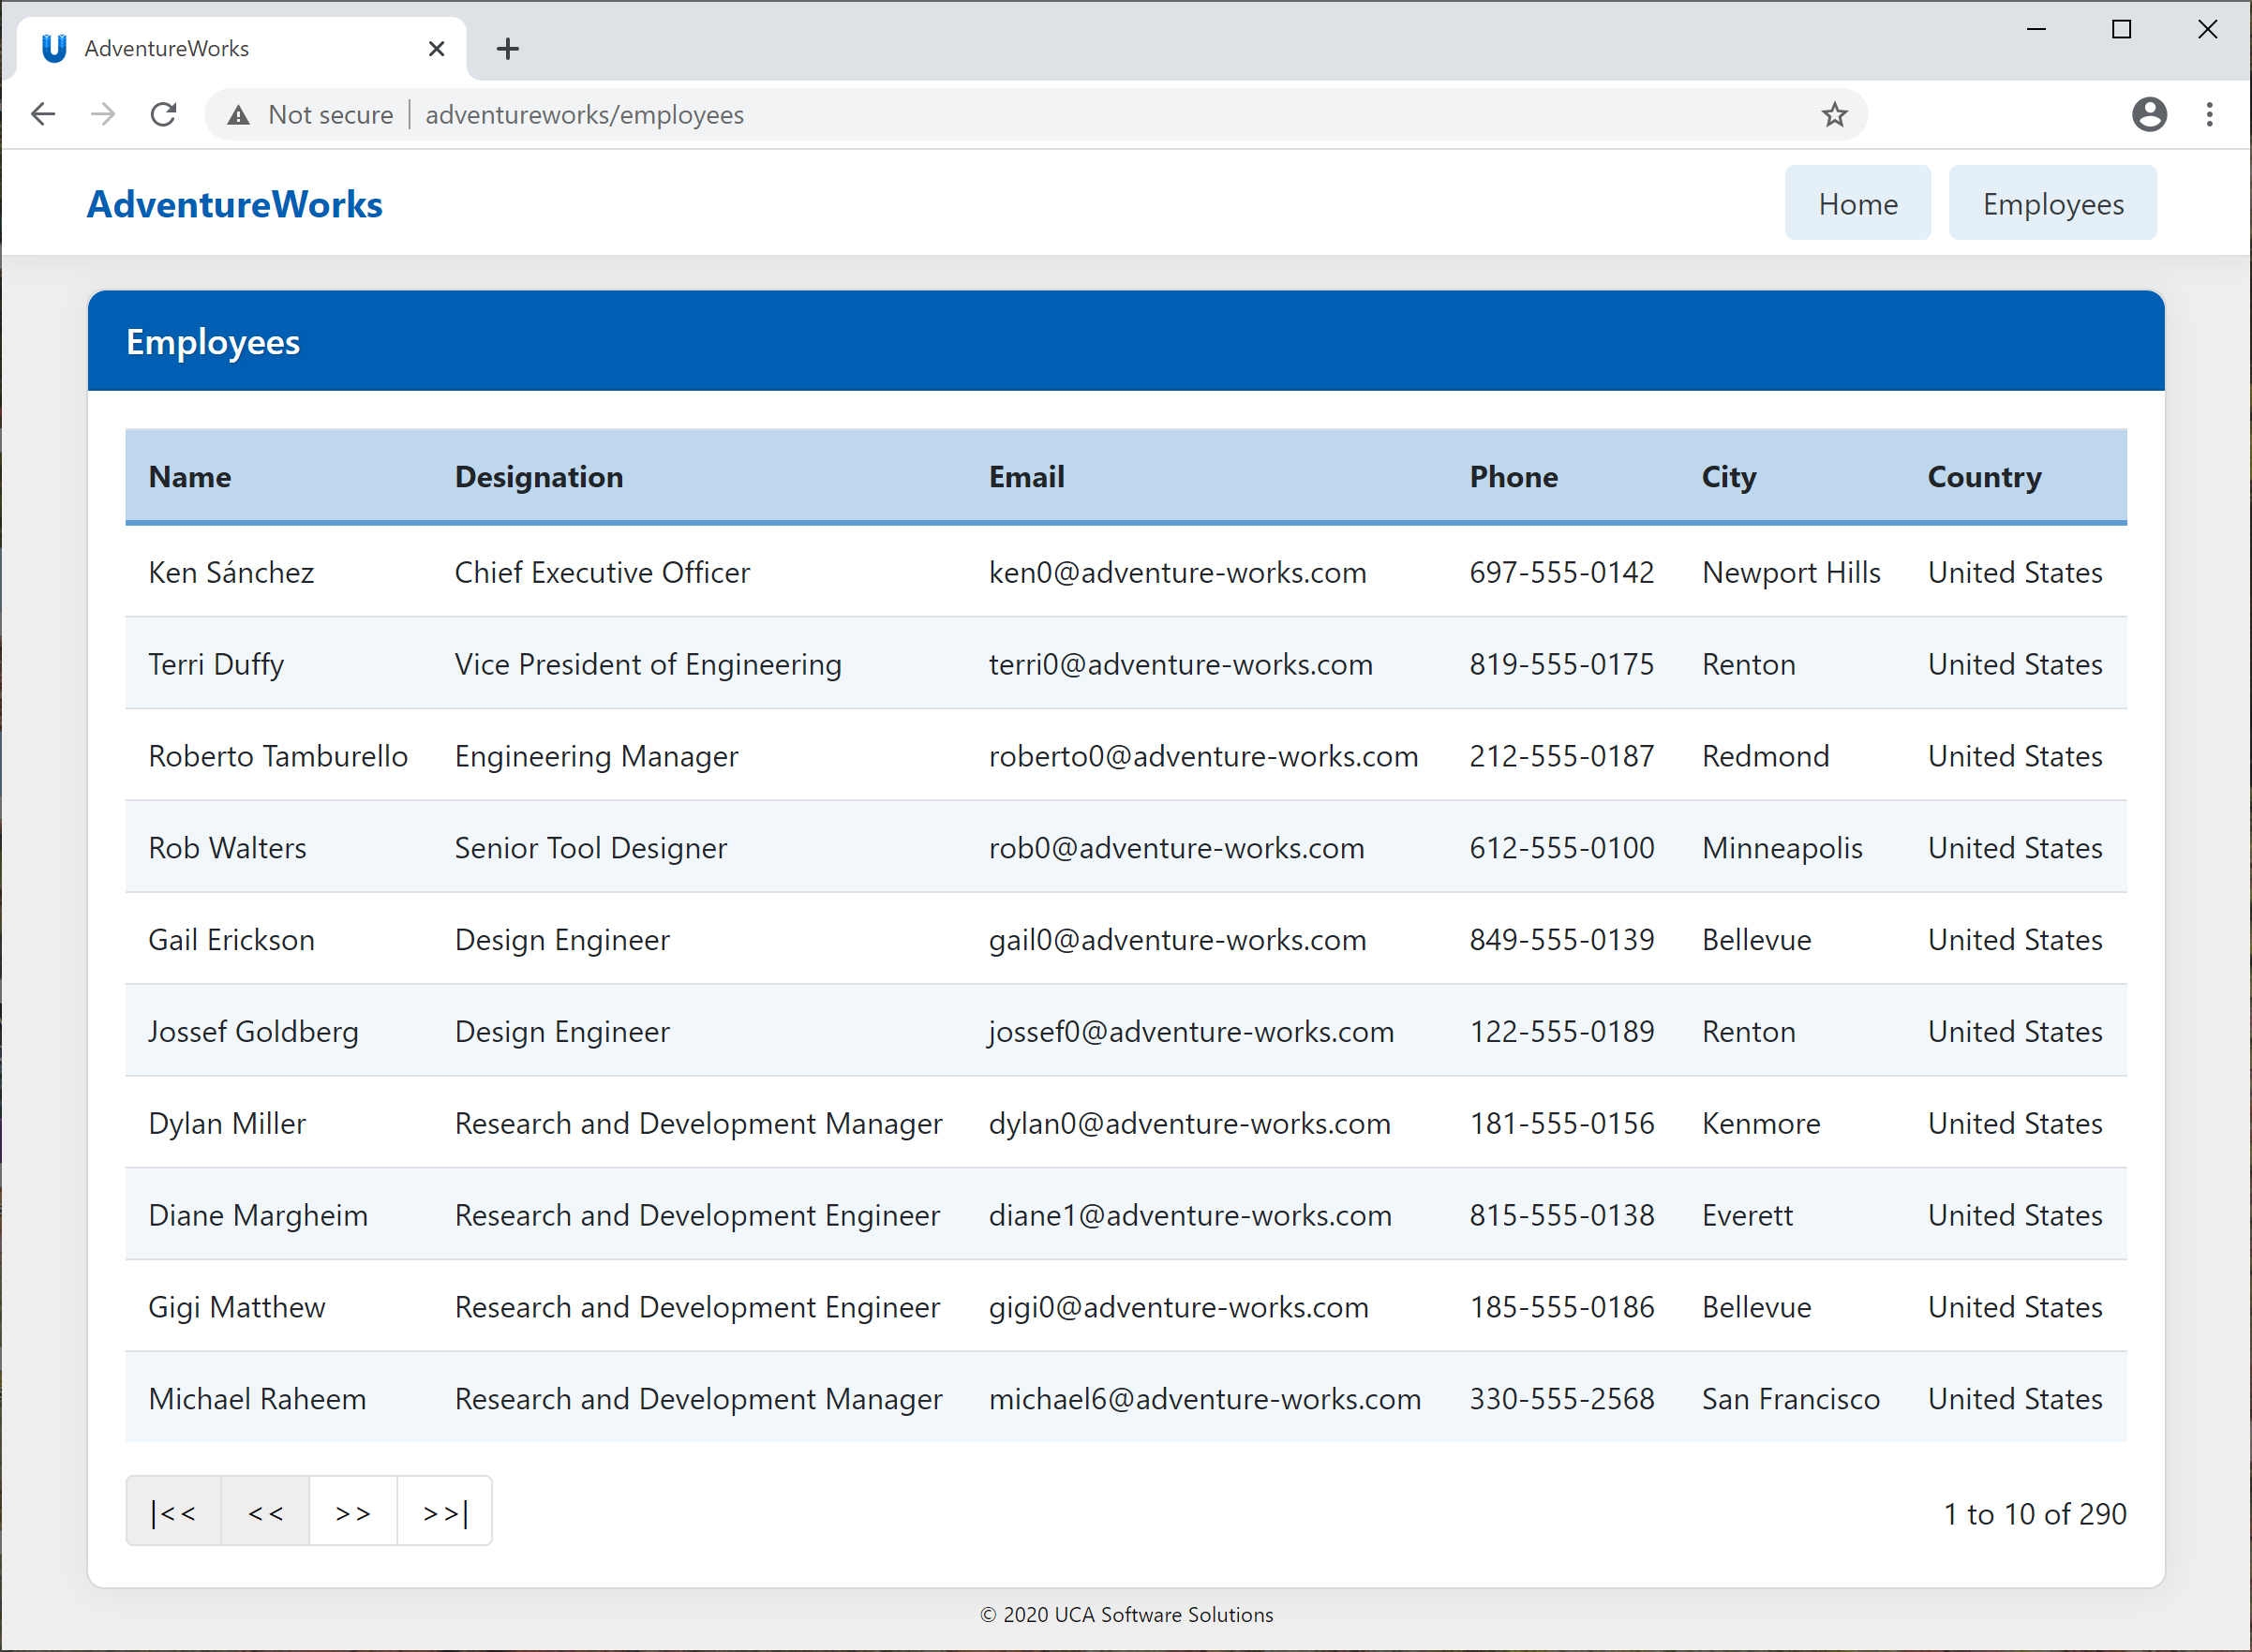 AdventureWorks
Not secure | adventureworks/employees
AdventureWorks Home Employees
Employees
Name Designation Email Phone City Country
Ken Sánchez Chief Executive Officer ken0@adventure-works.com 697-555-0142 Newport Hills United States
Terri Duffy Vice President of Engineering terri0@adventure-works.com 819-555-0175 Renton United States
Roberto Tamburello Engineering Manager roberto0@adventure-works.com 212-555-0187 Redmond United States
Rob Walters Senior Tool Designer rob0@adventure-works.com 612-555-0100 Minneapolis United States
Gail Erickson Design Engineer gail0@adventure-works.com 849-555-0139 Bellevue United States
Jossef Goldberg Design Engineer jossef0@adventure-works.com 122-555-0189 Renton United States
Dylan Miller Research and Development Manager dylan0@adventure-works.com 181-555-0156 Kenmore United States
Diane Margheim Research and Development Engineer diane1@adventure-works.com 815-555-0138 Everett United States
Gigi Matthew Research and Development Engineer gigi0@adventure-works.com 185-555-0186 Bellevue United States
Michael Raheem Research and Development Manager michael6@adventure-works.com 330-555-2568 San Francisco United States
|<< << >> >>| 1 to 10 of 290
© 2020 UCA Software Solutions